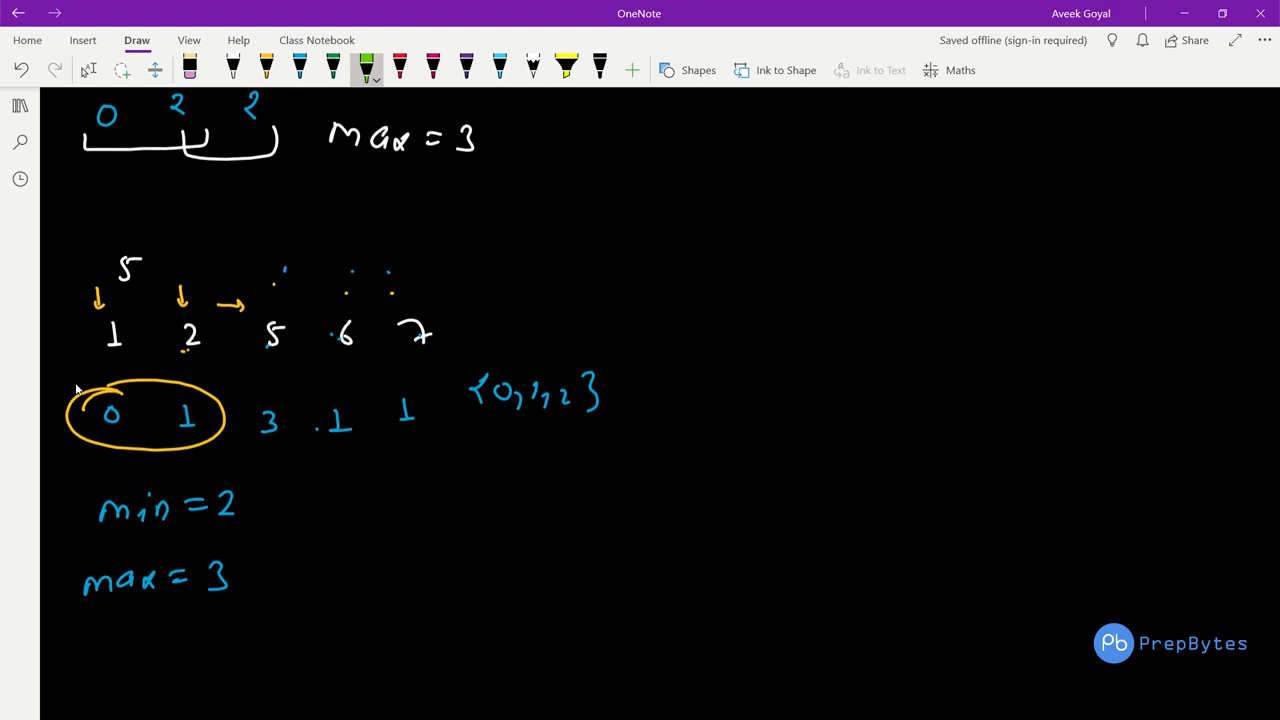 OneNote
Aveek Goyal
Home Insert Draw View Help Class Notebook
Saved offline (sign-in required) Share
Shapes Ink to Shape Ink to Text Maths
0 2 2
max = 3
5
1 2 5 6 7
0 1 3 .1 1 {0,1,2}
min = 2
max = 3
Pb PrepBytes